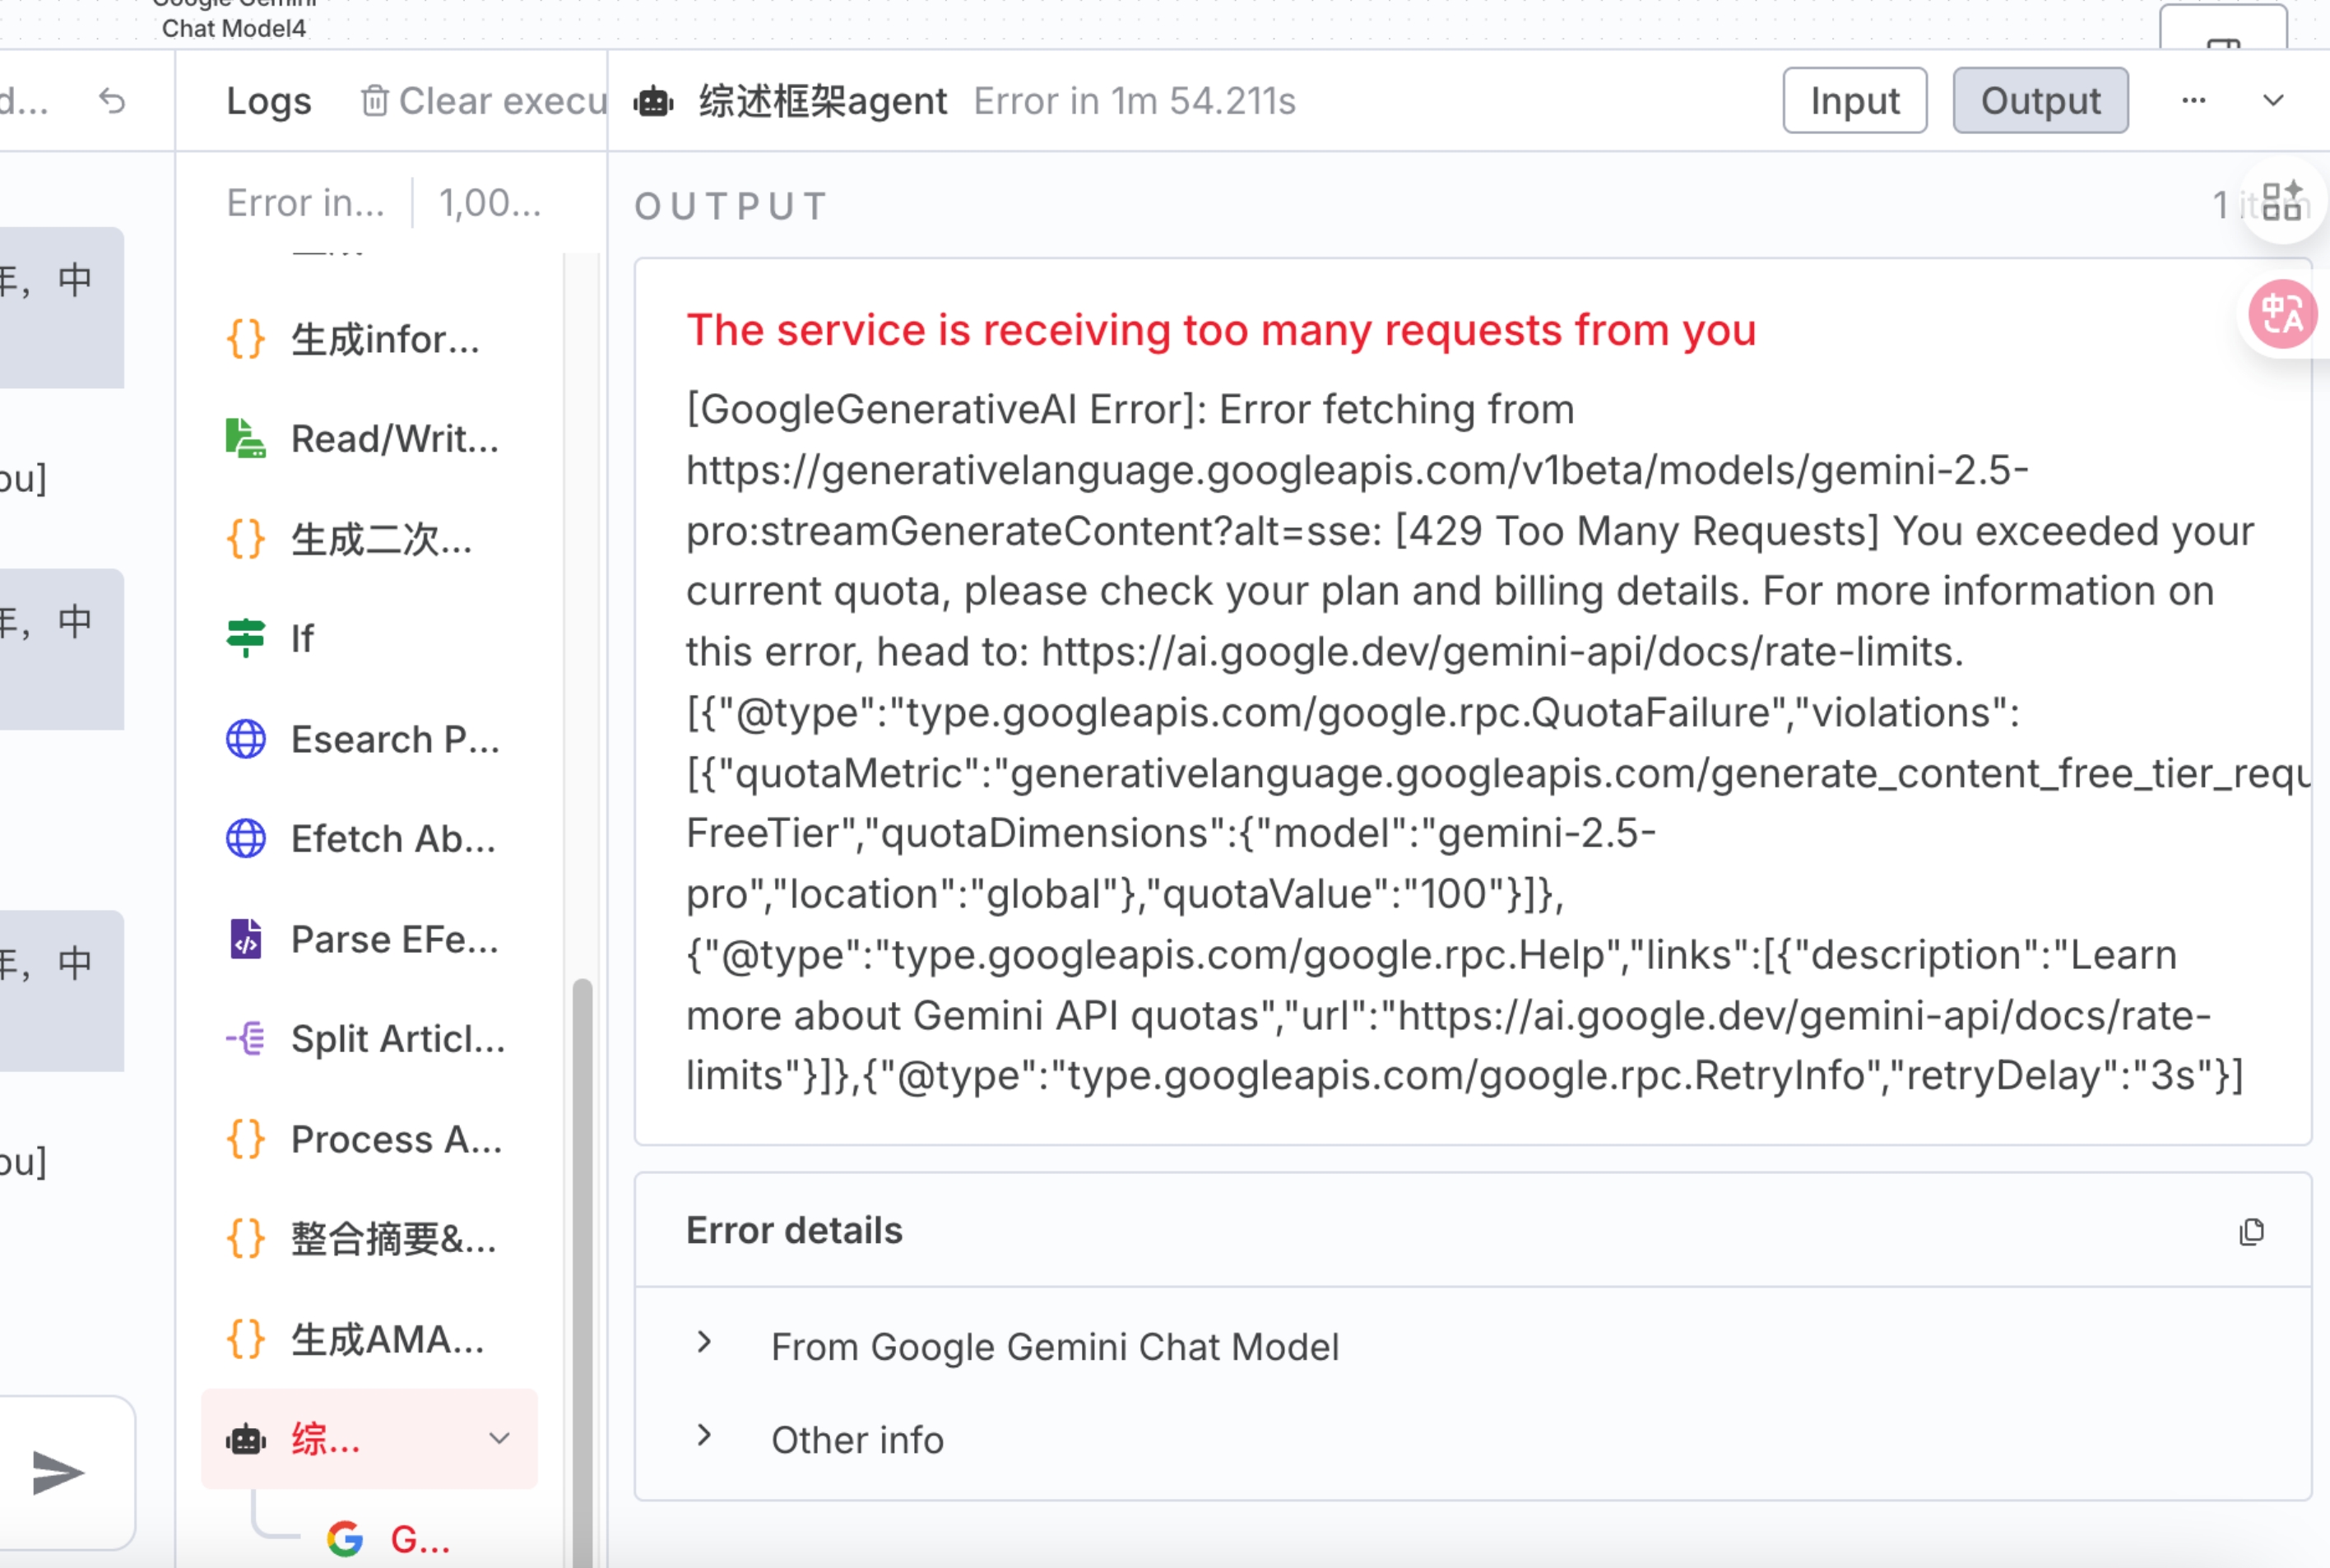 Google Gemini
Chat Model4
d...
Logs
Clear execu
综述框架agent
Error in 1m 54.211s
Input
Output
...
Error in...
1,00...
OUTPUT
1 item
年，中
ou]
年，中
年，中
ou]
生成infor...
Read/Writ...
生成二次...
If
Esearch P...
Efetch Ab...
Parse EFe...
Split Articl...
Process A...
整合摘要&...
生成AMA...
综...
G...
The service is receiving too many requests from you
[GoogleGenerativeAI Error]: Error fetching from
https://generativelanguage.googleapis.com/v1beta/models/gemini-2.5-
pro:streamGenerateContent?alt=sse: [429 Too Many Requests] You exceeded your
current quota, please check your plan and billing details. For more information on
this error, head to: https://ai.google.dev/gemini-api/docs/rate-limits.
[{"@type":"type.googleapis.com/google.rpc.QuotaFailure","violations":
[{"quotaMetric":"generativelanguage.googleapis.com/generate_content_free_tier_requ
FreeTier","quotaDimensions":{"model":"gemini-2.5-
pro","location":"global"},"quotaValue":"100"}]},
{"@type":"type.googleapis.com/google.rpc.Help","links":[{"description":"Learn
more about Gemini API quotas","url":"https://ai.google.dev/gemini-api/docs/rate-
limits"}]},{"@type":"type.googleapis.com/google.rpc.RetryInfo","retryDelay":"3s"}]
Error details
From Google Gemini Chat Model
Other info